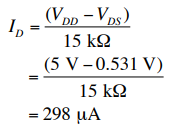 I_D = (V_DD − V_DS) / 15 kΩ
= (5 V − 0.531 V) / 15 kΩ
= 298 μA